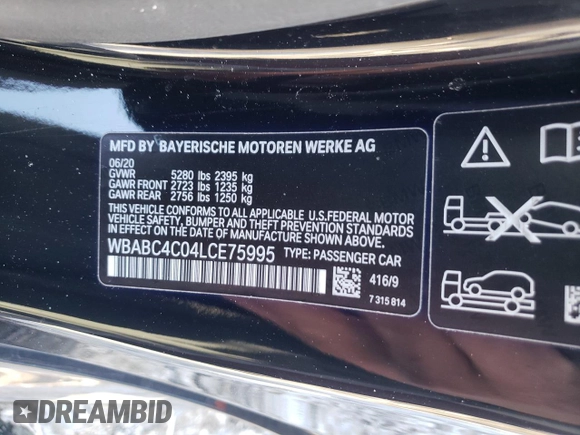 MFD BY BAYERISCHE MOTOREN WERKE AG
06/20
GVWR 5280 lbs 2395 kg
GAWR FRONT 2723 lbs 1235 kg
GAWR REAR 2756 lbs 1250 kg
THIS VEHICLE CONFORMS TO ALL APPLICABLE U.S.FEDERAL MOTOR
VEHICLE SAFETY, BUMPER AND THEFT PREVENTION STANDARDS
IN EFFECT ON THE DATE OF MANUFACTURE SHOWN ABOVE.
WBABC4C04LCE75995 TYPE: PASSENGER CAR
416/9
7 315 814
DREAMBID